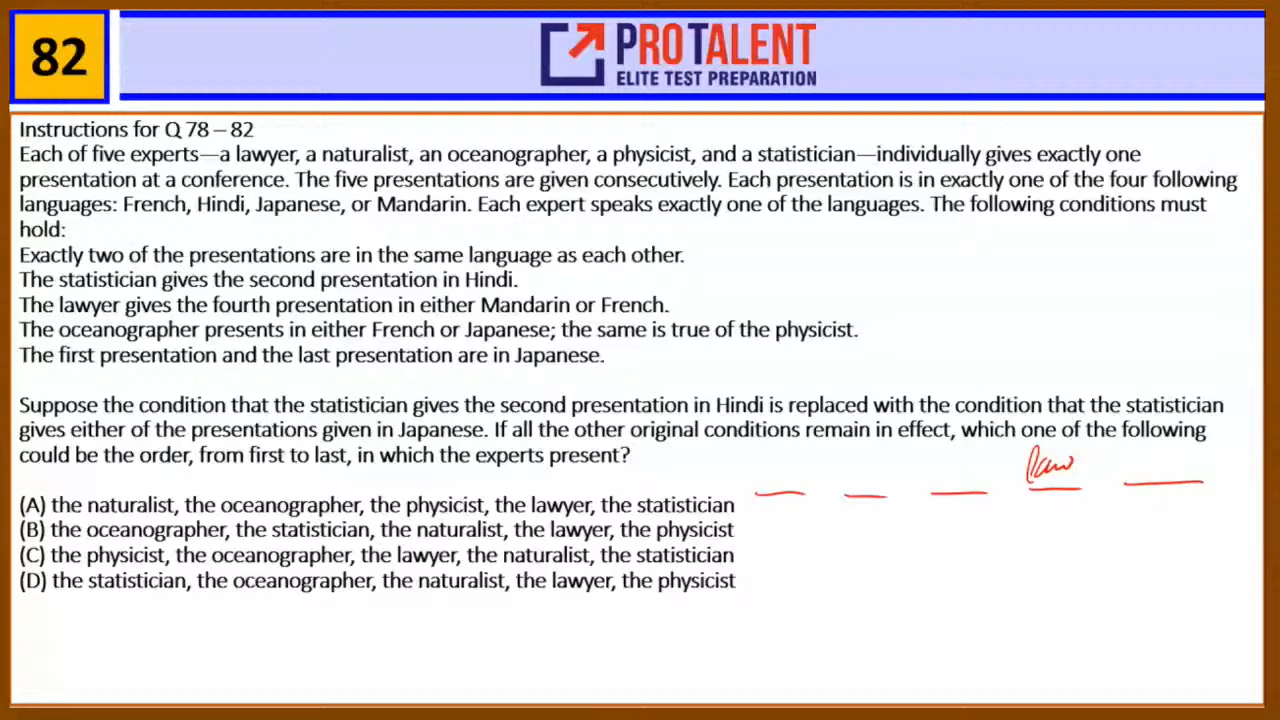 82
PROTALENT
ELITE TEST PREPARATION
Instructions for Q 78 – 82
Each of five experts—a lawyer, a naturalist, an oceanographer, a physicist, and a statistician—individually gives exactly one
presentation at a conference. The five presentations are given consecutively. Each presentation is in exactly one of the four following
languages: French, Hindi, Japanese, or Mandarin. Each expert speaks exactly one of the languages. The following conditions must
hold:
Exactly two of the presentations are in the same language as each other.
The statistician gives the second presentation in Hindi.
The lawyer gives the fourth presentation in either Mandarin or French.
The oceanographer presents in either French or Japanese; the same is true of the physicist.
The first presentation and the last presentation are in Japanese.
Suppose the condition that the statistician gives the second presentation in Hindi is replaced with the condition that the statistician
gives either of the presentations given in Japanese. If all the other original conditions remain in effect, which one of the following
could be the order, from first to last, in which the experts present?
law
(A) the naturalist, the oceanographer, the physicist, the lawyer, the statistician
(B) the oceanographer, the statistician, the naturalist, the lawyer, the physicist
(C) the physicist, the oceanographer, the lawyer, the naturalist, the statistician
(D) the statistician, the oceanographer, the naturalist, the lawyer, the physicist